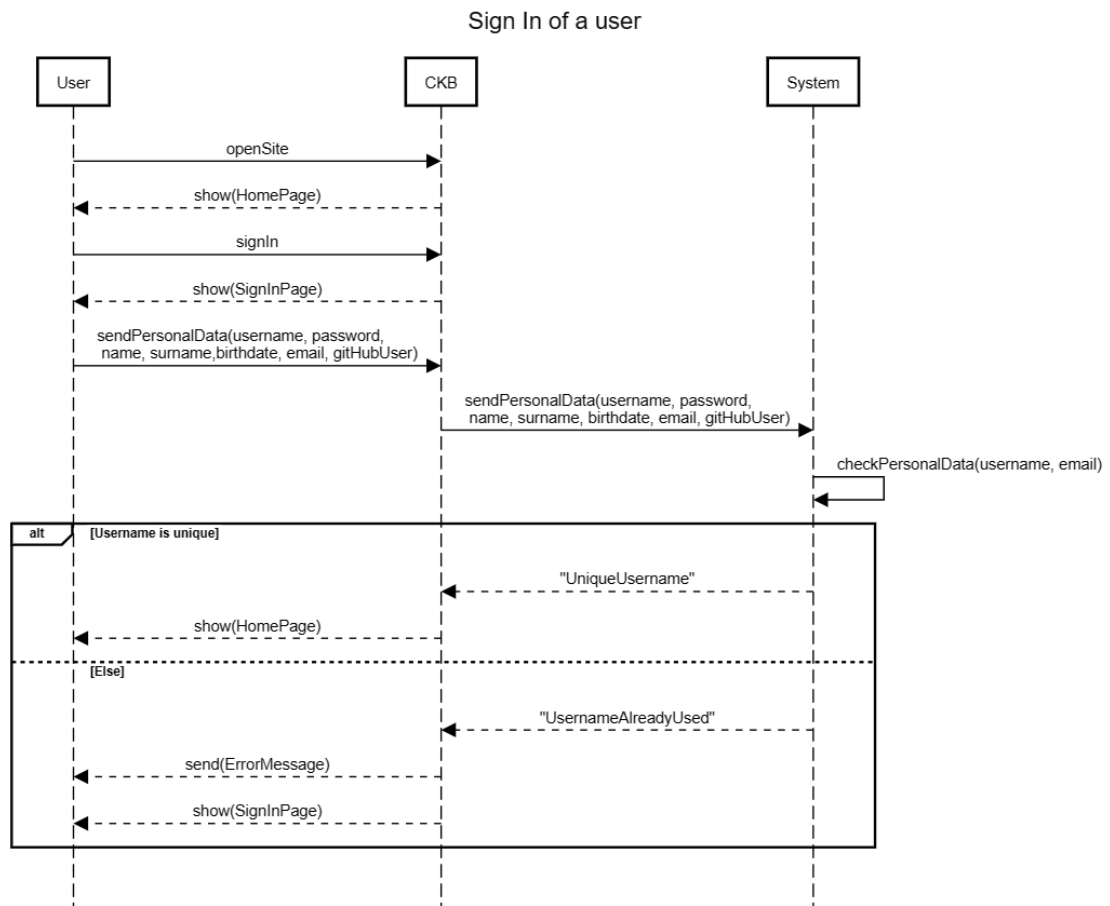 Sign In of a user
User
CKB
System
openSite
show(HomePage)
signIn
show(SignInPage)
sendPersonalData(username, password,
name, surname,birthdate, email, gitHubUser)
sendPersonalData(username, password,
name, surname, birthdate, email, gitHubUser)
checkPersonalData(username, email)
alt
[Username is unique]
"UniqueUsername"
show(HomePage)
[Else]
"UsernameAlreadyUsed"
send(ErrorMessage)
show(SignInPage)